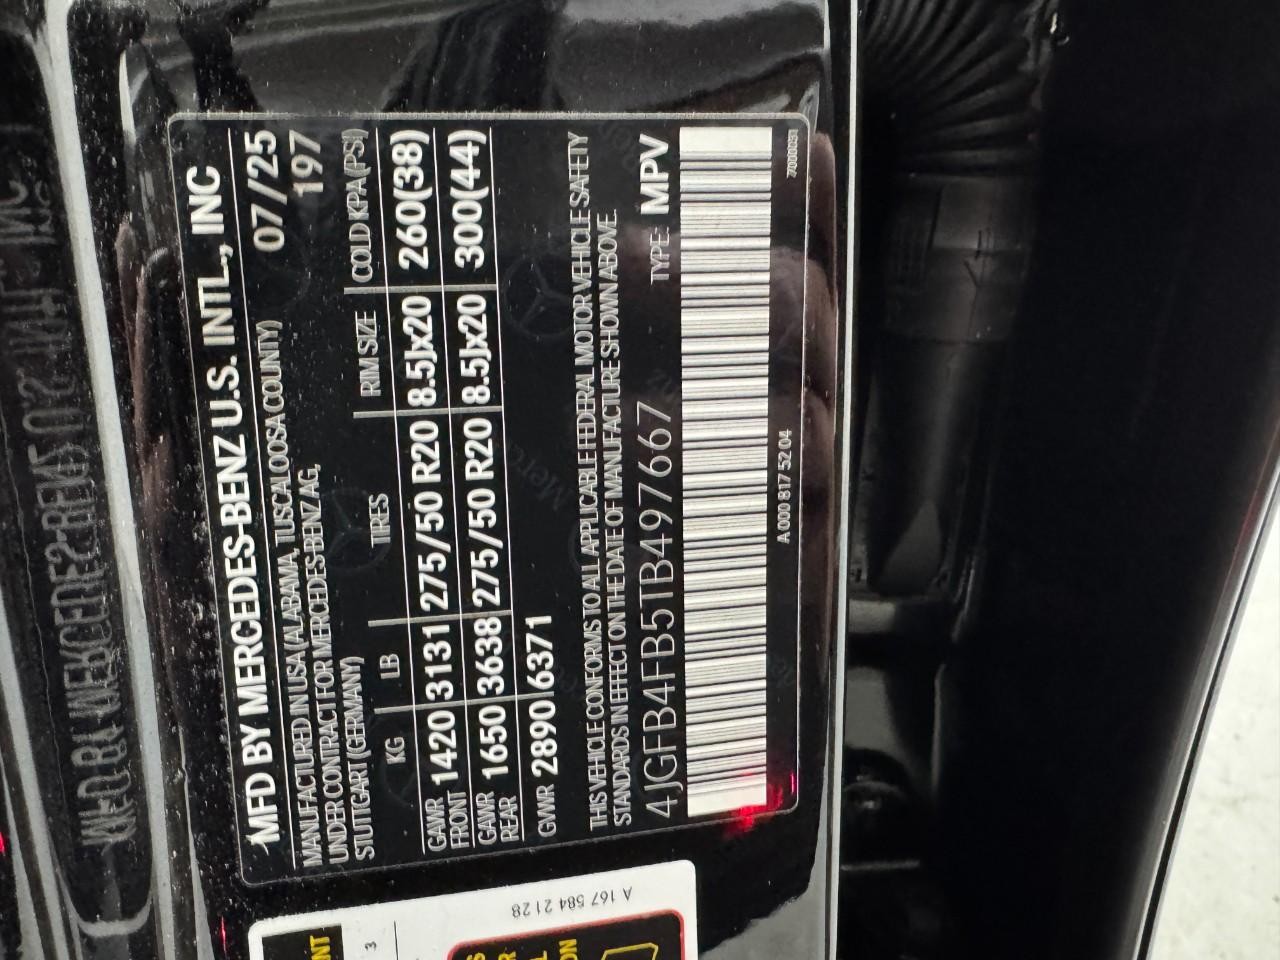 MFD BY MERCEDES-BENZ U.S. INTL., INC
MANUFACTURED IN USA (ALABAMA, TUSCALOOSA COUNTY) 07/25
UNDER CONTRACT FOR MERCEDES-BENZ AG, 197
STUTTGART (GERMANY)
KG LB TIRES RIM SIZE COLD KPA (PSI)
GAWR FRONT 1420 3131 275/50 R20 8.5Jx20 260(38)
GAWR REAR 1650 3638 275/50 R20 8.5Jx20 300(44)
GVWR 2890 6371
THIS VEHICLE CONFORMS TO ALL APPLICABLE FEDERAL MOTOR VEHICLE SAFETY
STANDARDS IN EFFECT ON THE DATE OF MANUFACTURE SHOWN ABOVE.
4JGFB4FB5TB497667 TYPE: MPV
A 000 817 52 04
A 167 584 21 28
3